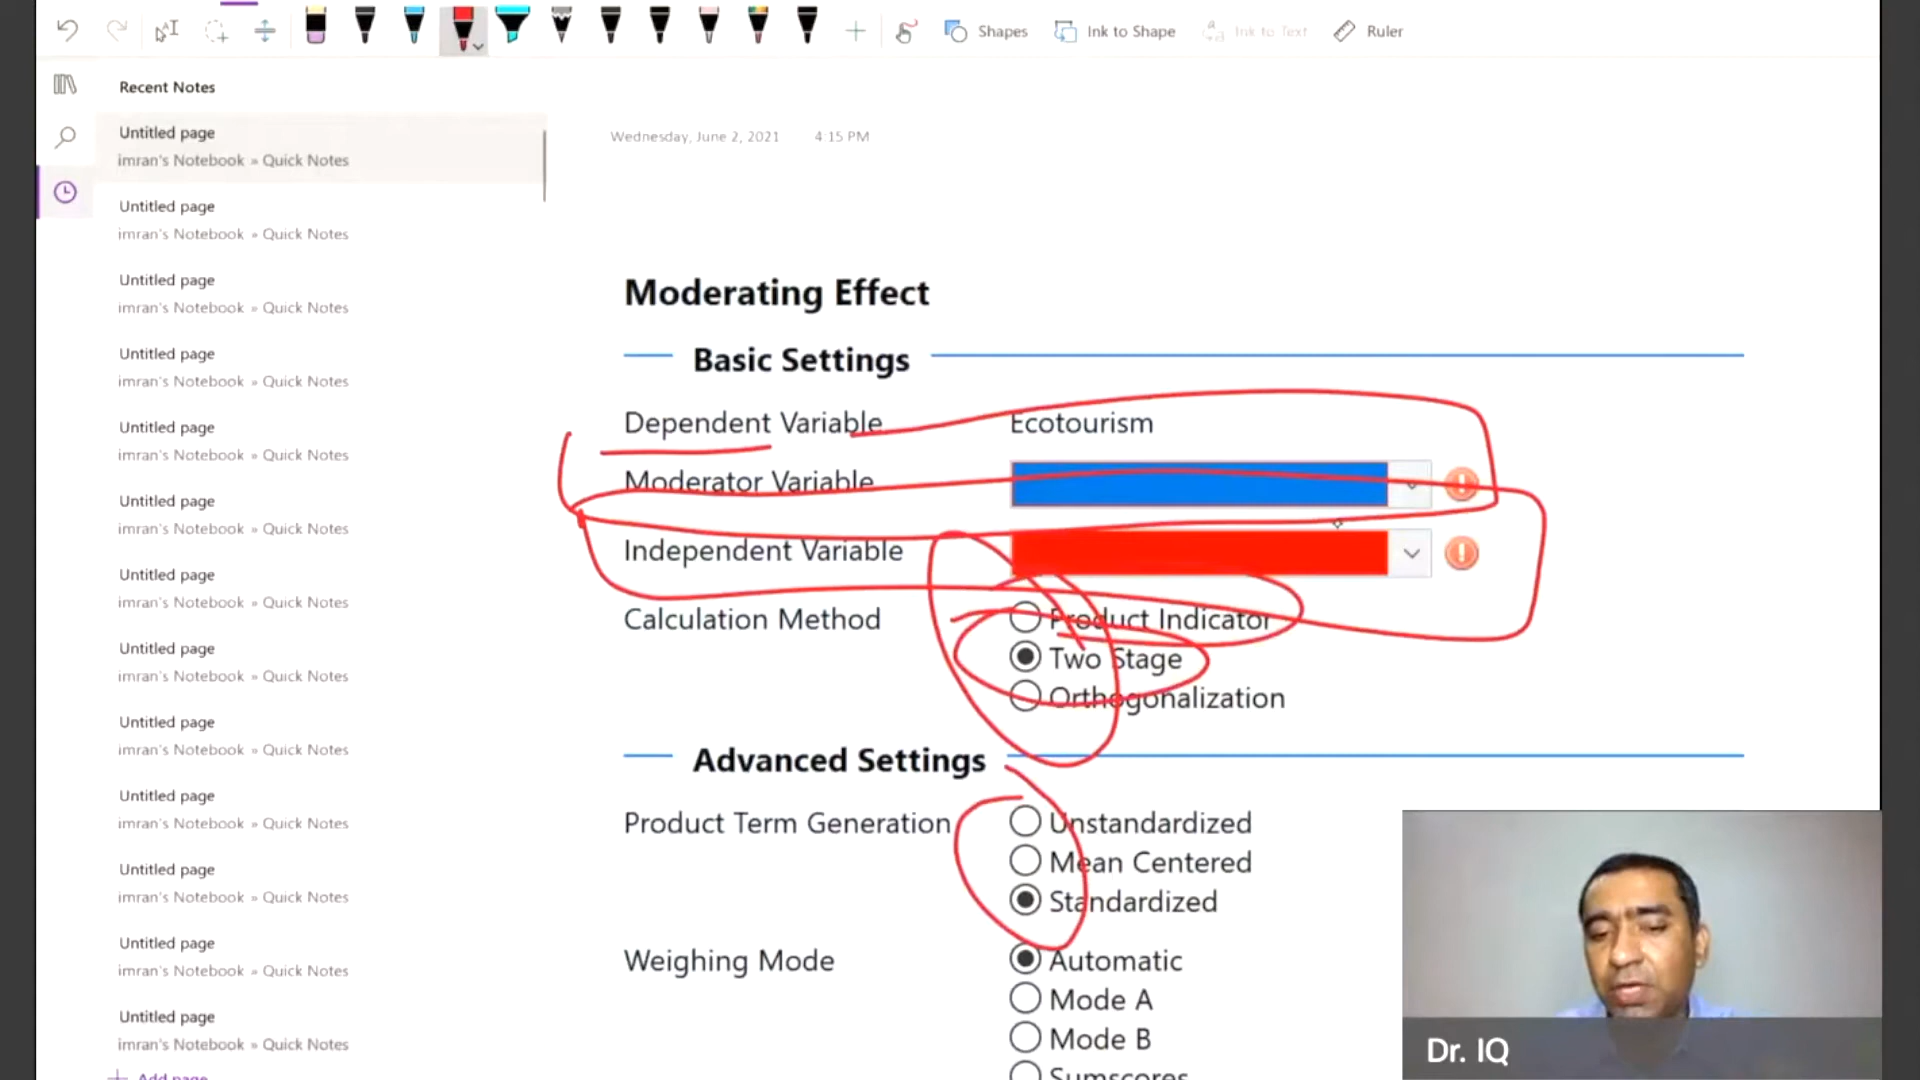 Shapes
Ink to Shape
Ink to Text
Ruler
Recent Notes
Untitled page
imran's Notebook » Quick Notes
Untitled page
imran's Notebook » Quick Notes
Untitled page
imran's Notebook » Quick Notes
Untitled page
imran's Notebook » Quick Notes
Untitled page
imran's Notebook » Quick Notes
Untitled page
imran's Notebook » Quick Notes
Untitled page
imran's Notebook » Quick Notes
Untitled page
imran's Notebook » Quick Notes
Untitled page
imran's Notebook » Quick Notes
Untitled page
imran's Notebook » Quick Notes
Untitled page
imran's Notebook » Quick Notes
Untitled page
imran's Notebook » Quick Notes
Untitled page
imran's Notebook » Quick Notes
Add page
Wednesday, June 2, 2021 4:15 PM
Moderating Effect
Basic Settings
Dependent Variable Ecotourism
Moderator Variable
Independent Variable
Calculation Method Product Indicator
Two Stage
Orthogonalization
Advanced Settings
Product Term Generation Unstandardized
Mean Centered
Standardized
Weighing Mode Automatic
Mode A
Mode B
Sumscores
Dr. IQ